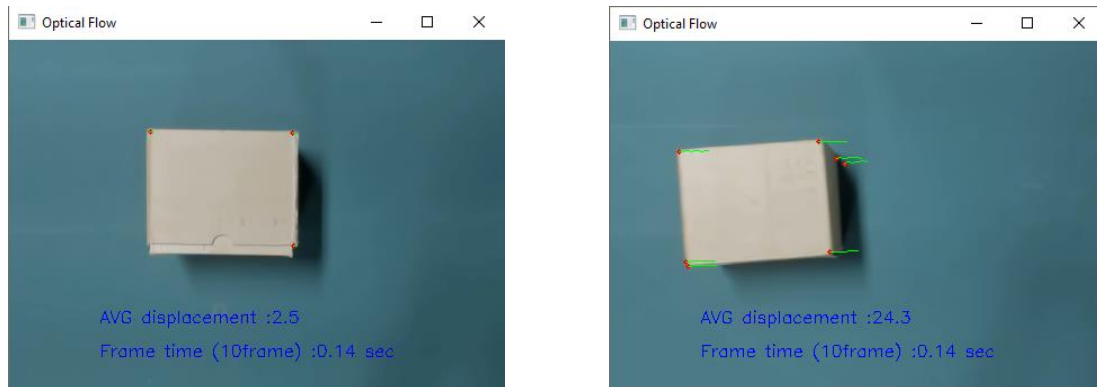 Optical Flow
AVG displacement :2.5
Frame time (10frame) :0.14 sec
Optical Flow
AVG displacement :24.3
Frame time (10frame) :0.14 sec